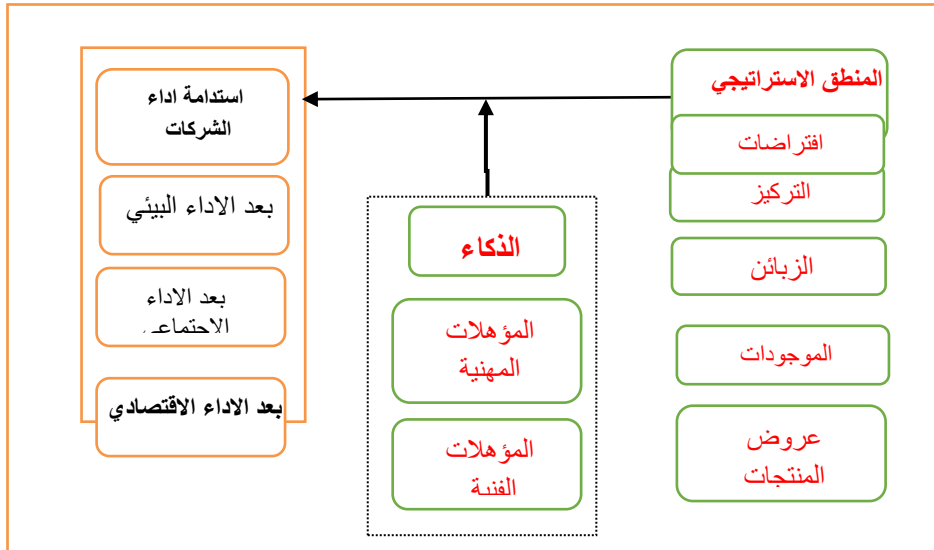 المنطق الاستراتيجي
افتراضات
التركيز
الزبائن
الموجودات
عروض
المنتجات
الذكاء
المؤهلات
المهنية
المؤهلات
الفنية
استدامة اداء
الشركات
بعد الاداء البيئي
بعد الاداء
الاجتماعي
بعد الاداء الاقتصادي